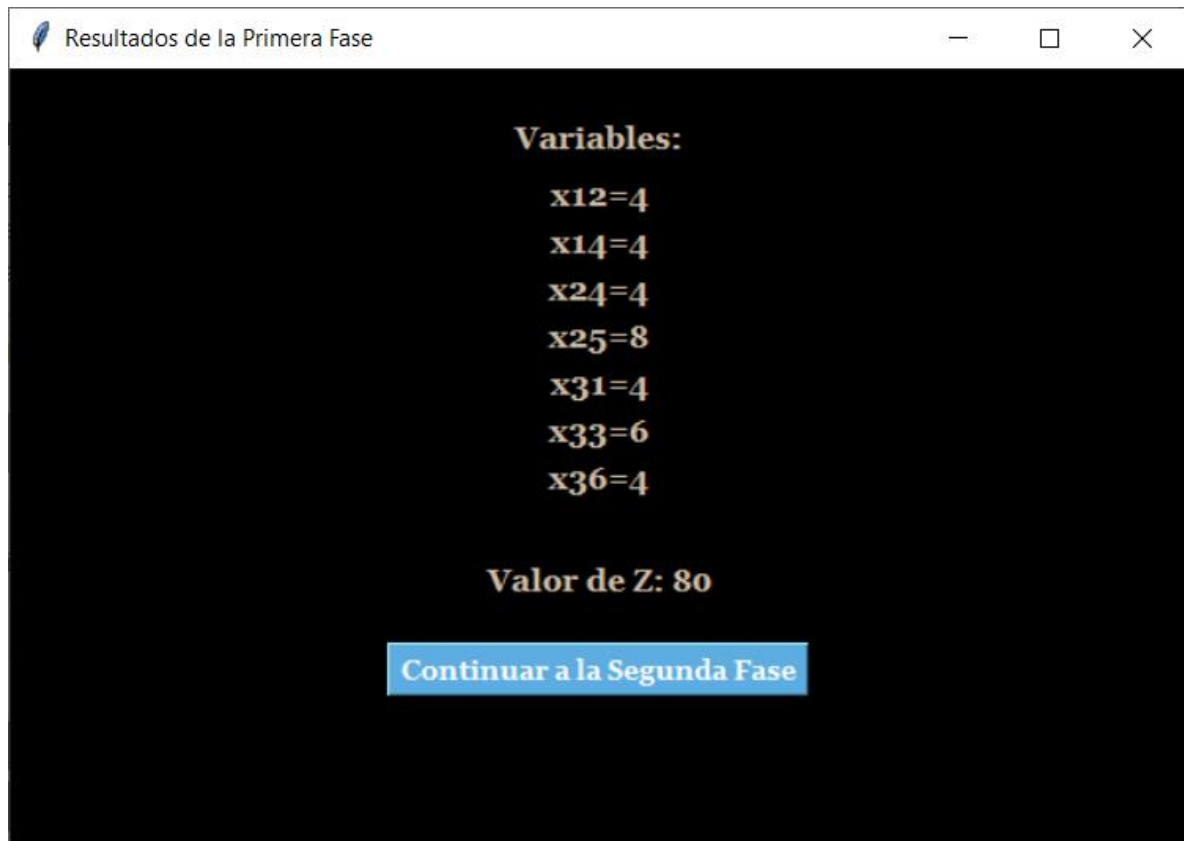 Resultados de la Primera Fase
Variables:
x12=4
x14=4
x24=4
x25=8
x31=4
x33=6
x36=4
Valor de Z: 80
Continuar a la Segunda Fase